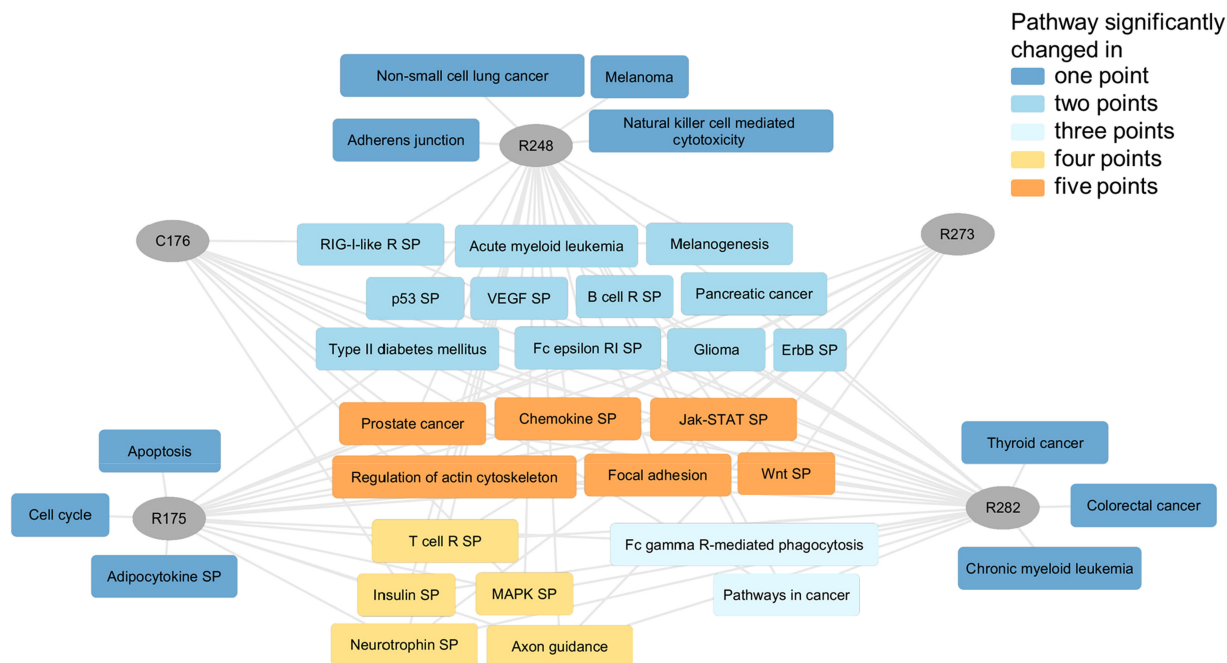 Pathway significantly
changed in
one point
two points
three points
four points
five points
Non-small cell lung cancer
Melanoma
Adherens junction
R248
Natural killer cell mediated
cytotoxicity
C176
R273
RIG-I-like R SP
Acute myeloid leukemia
Melanogenesis
p53 SP
VEGF SP
B cell R SP
Pancreatic cancer
Type II diabetes mellitus
Fc epsilon RI SP
Glioma
ErbB SP
Prostate cancer
Chemokine SP
Jak-STAT SP
Regulation of actin cytoskeleton
Focal adhesion
Wnt SP
Apoptosis
Cell cycle
R175
Adipocytokine SP
Thyroid cancer
R282
Colorectal cancer
Chronic myeloid leukemia
T cell R SP
Fc gamma R-mediated phagocytosis
Insulin SP
MAPK SP
Pathways in cancer
Neurotrophin SP
Axon guidance